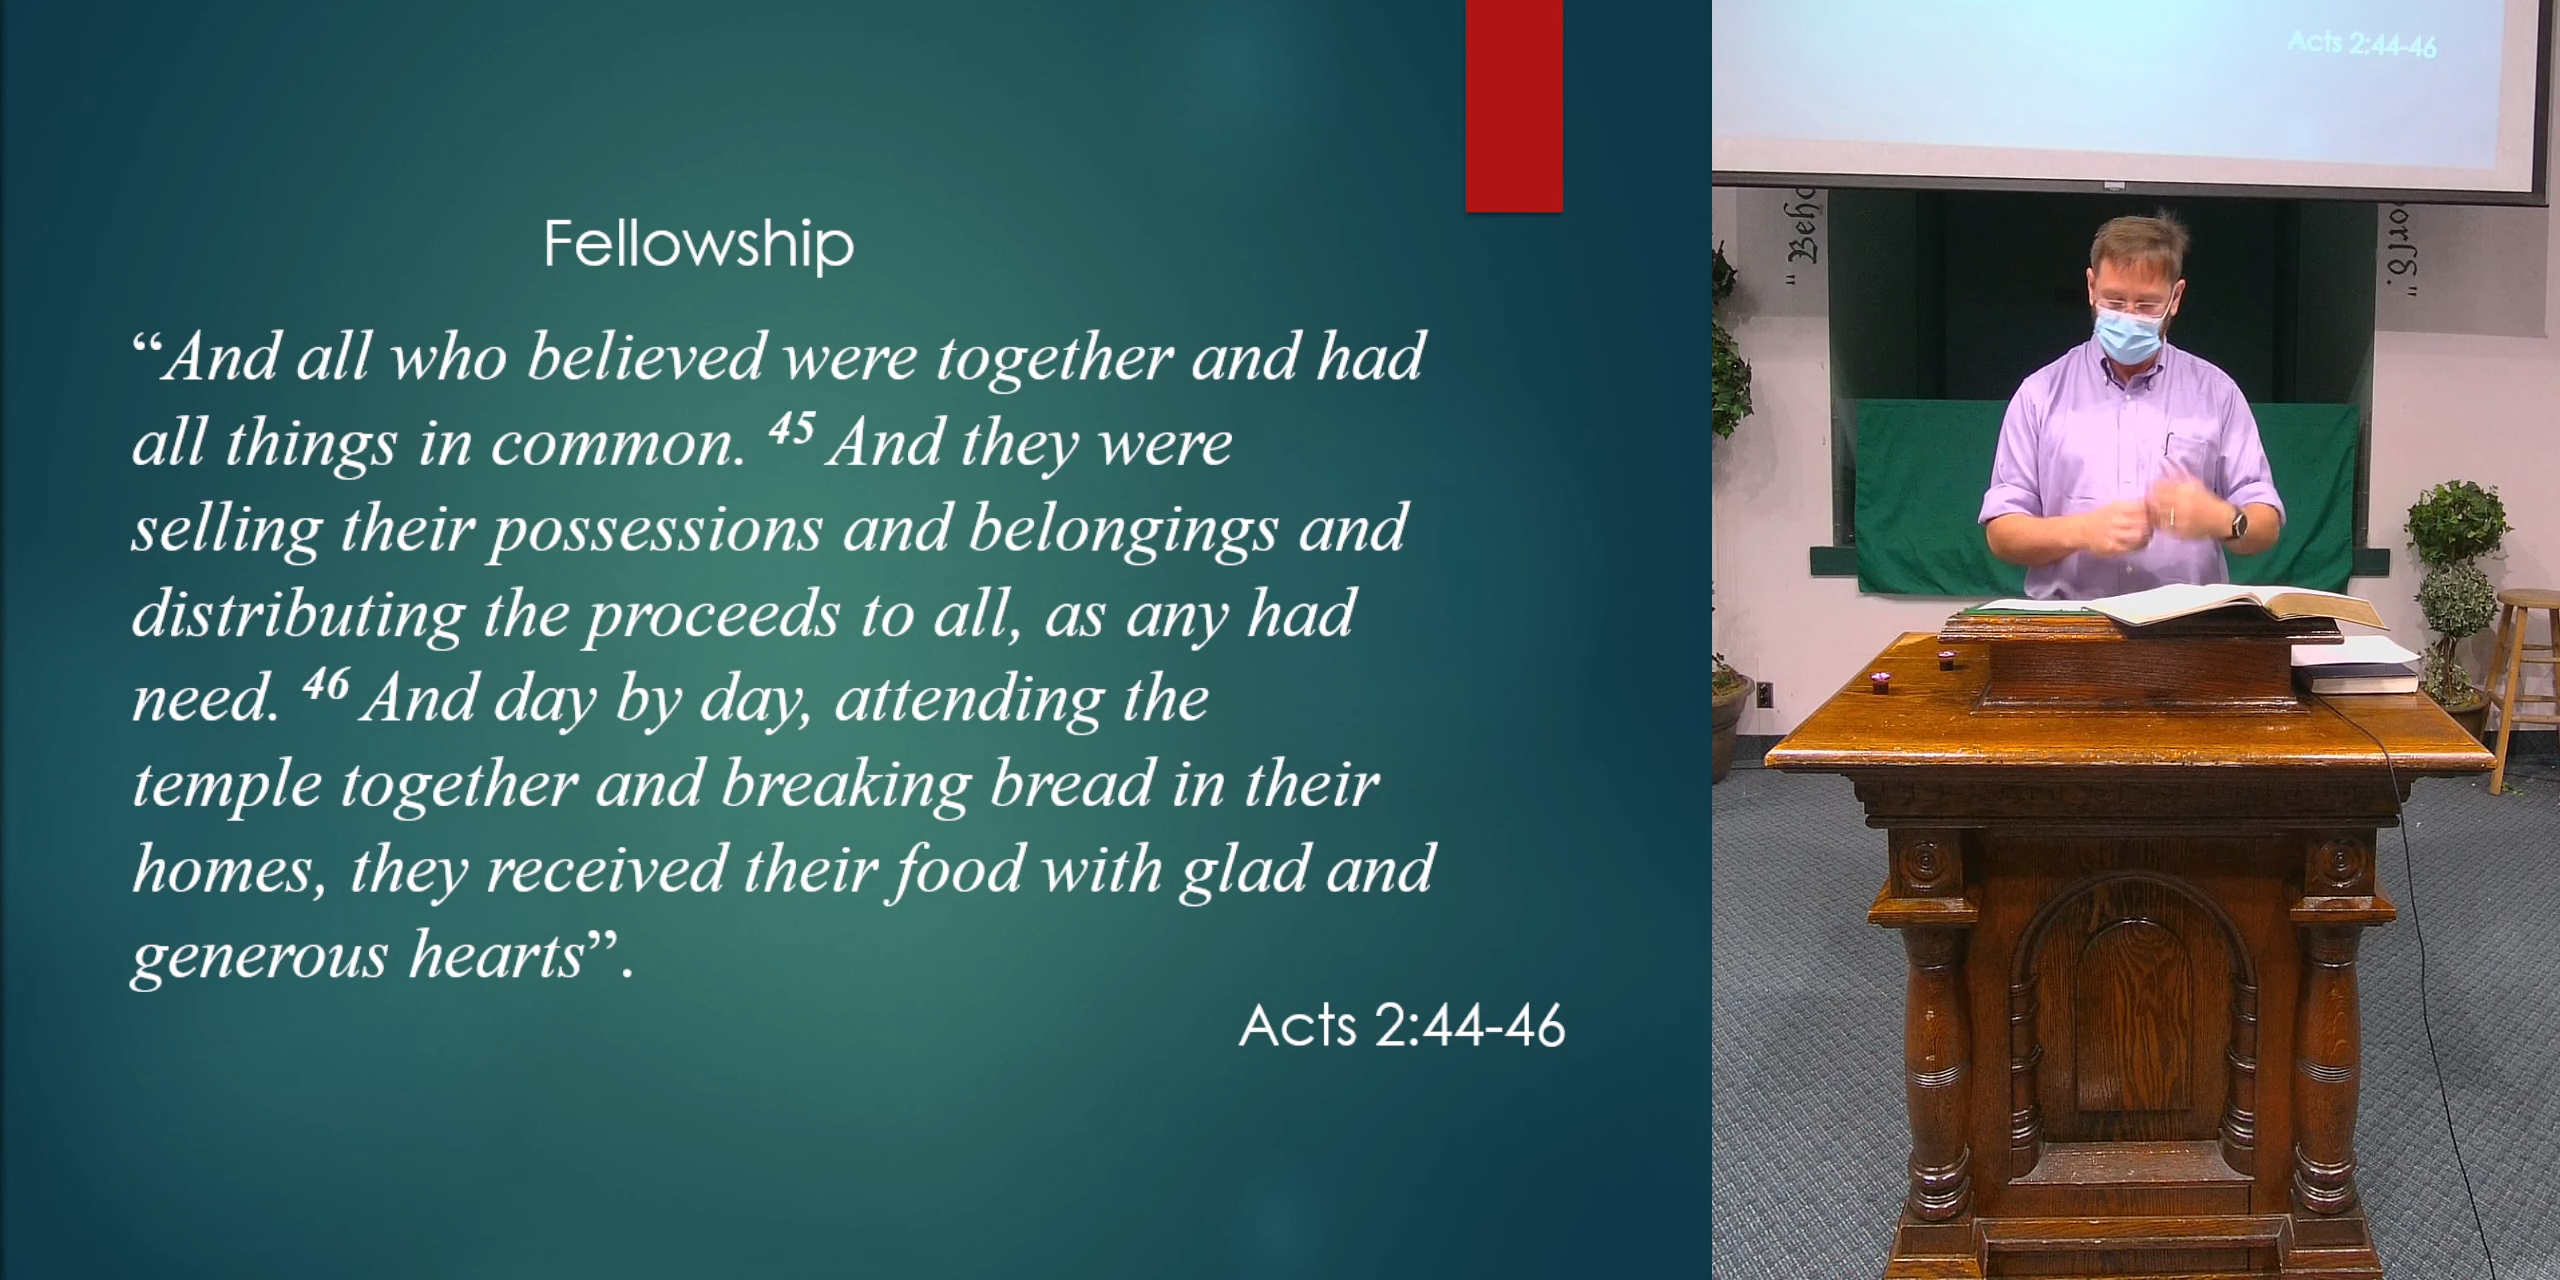 Fellowship
“And all who believed were together and had
all things in common. 45 And they were
selling their possessions and belongings and
distributing the proceeds to all, as any had
need. 46 And day by day, attending the
temple together and breaking bread in their
homes, they received their food with glad and
generous hearts”.
Acts 2:44-46
Acts 2:44-46
"Beho
orld."